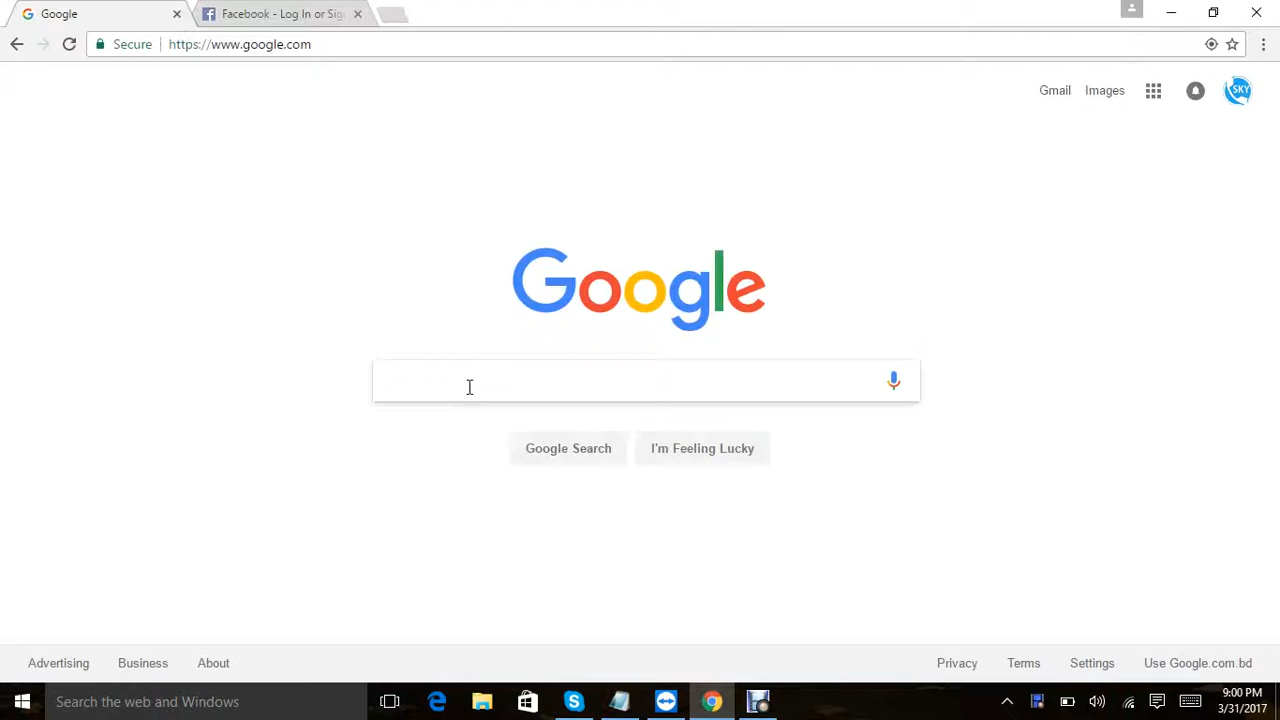 Google
Facebook - Log In or Sig
Secure
https://www.google.com
Gmail
Images
SKY
Google
Google Search
I'm Feeling Lucky
Advertising
Business
About
Privacy
Terms
Settings
Use Google.com.bd
Search the web and Windows
9:00 PM
3/31/2017